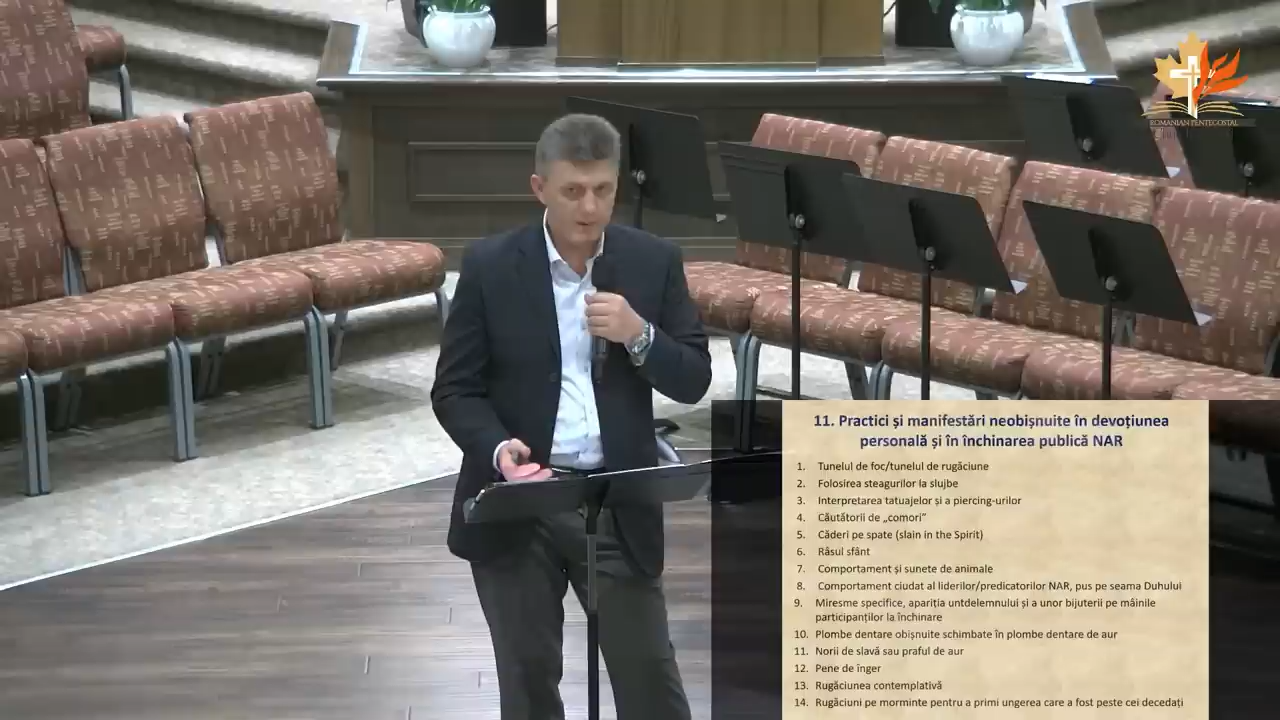 ROMANIAN PENTECOSTAL
11. Practici și manifestări neobișnuite în devoțiunea
personală și în închinarea publică NAR
1. Tunelul de foc/tunelul de rugăciune
2. Folosirea steagurilor la slujbe
3. Interpretarea tatuajelor și a piercing-urilor
4. Căutătorii de „comori”
5. Căderi pe spate (slain in the Spirit)
6. Râsul sfânt
7. Comportament și sunete de animale
8. Comportament ciudat al liderilor/predicatorilor NAR, pus pe seama Duhului
9. Miresme specifice, apariția untdelemnului și a unor bijuterii pe mâinile
participanților la închinare
10. Plombe dentare obișnuite schimbate în plombe dentare de aur
11. Norii de slavă sau praful de aur
12. Pene de înger
13. Rugăciunea contemplativă
14. Rugăciuni pe morminte pentru a primi ungerea care a fost peste cei decedați